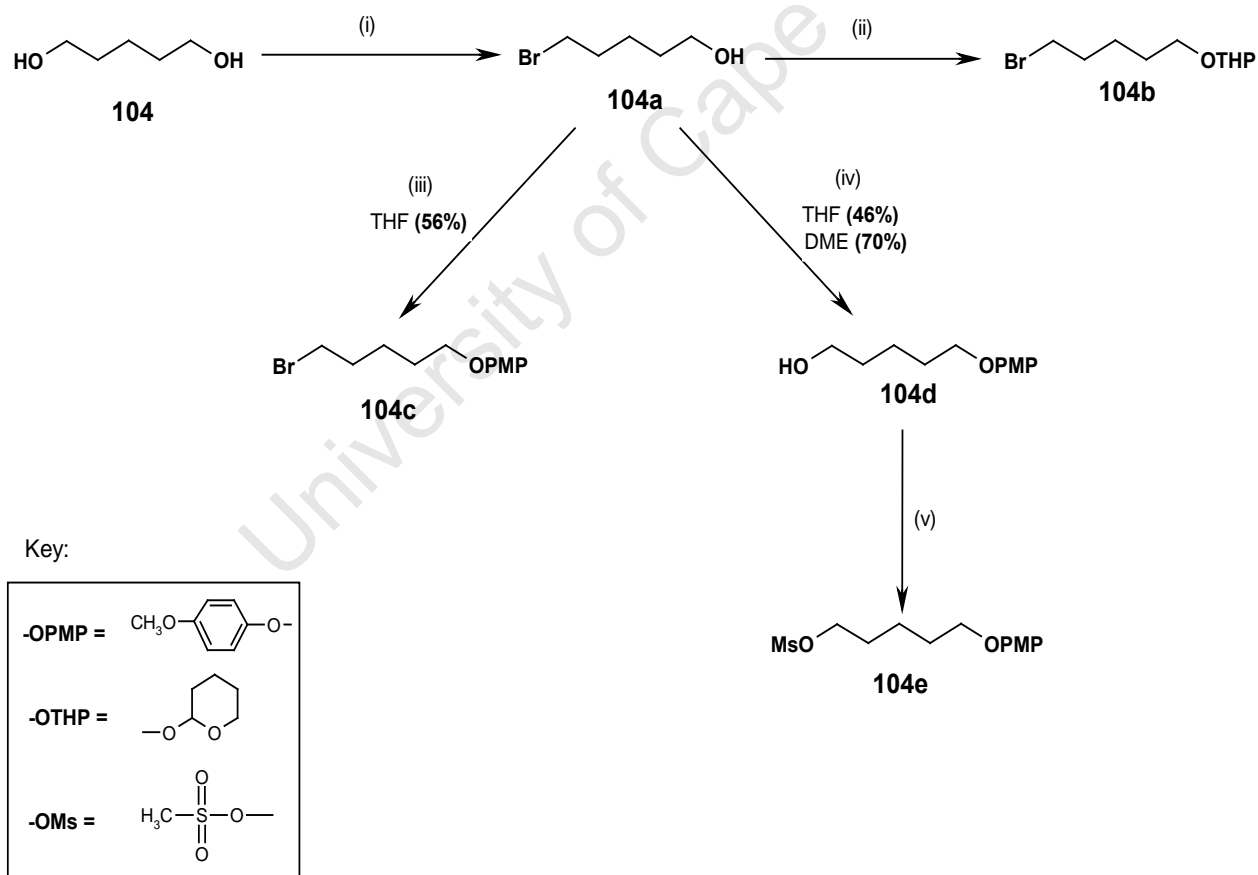 (i)
(ii)
HO OH
Br OH
Br OTHP
104
104a
104b
(iii)
THF (56%)
(iv)
THF (46%)
DME (70%)
Br OPMP
104c
HO OPMP
104d
(v)
MsO OPMP
104e
Key:
-OPMP = CH3O O
-OTHP = O O
-OMs = H3C S O
O
O
University of Cape